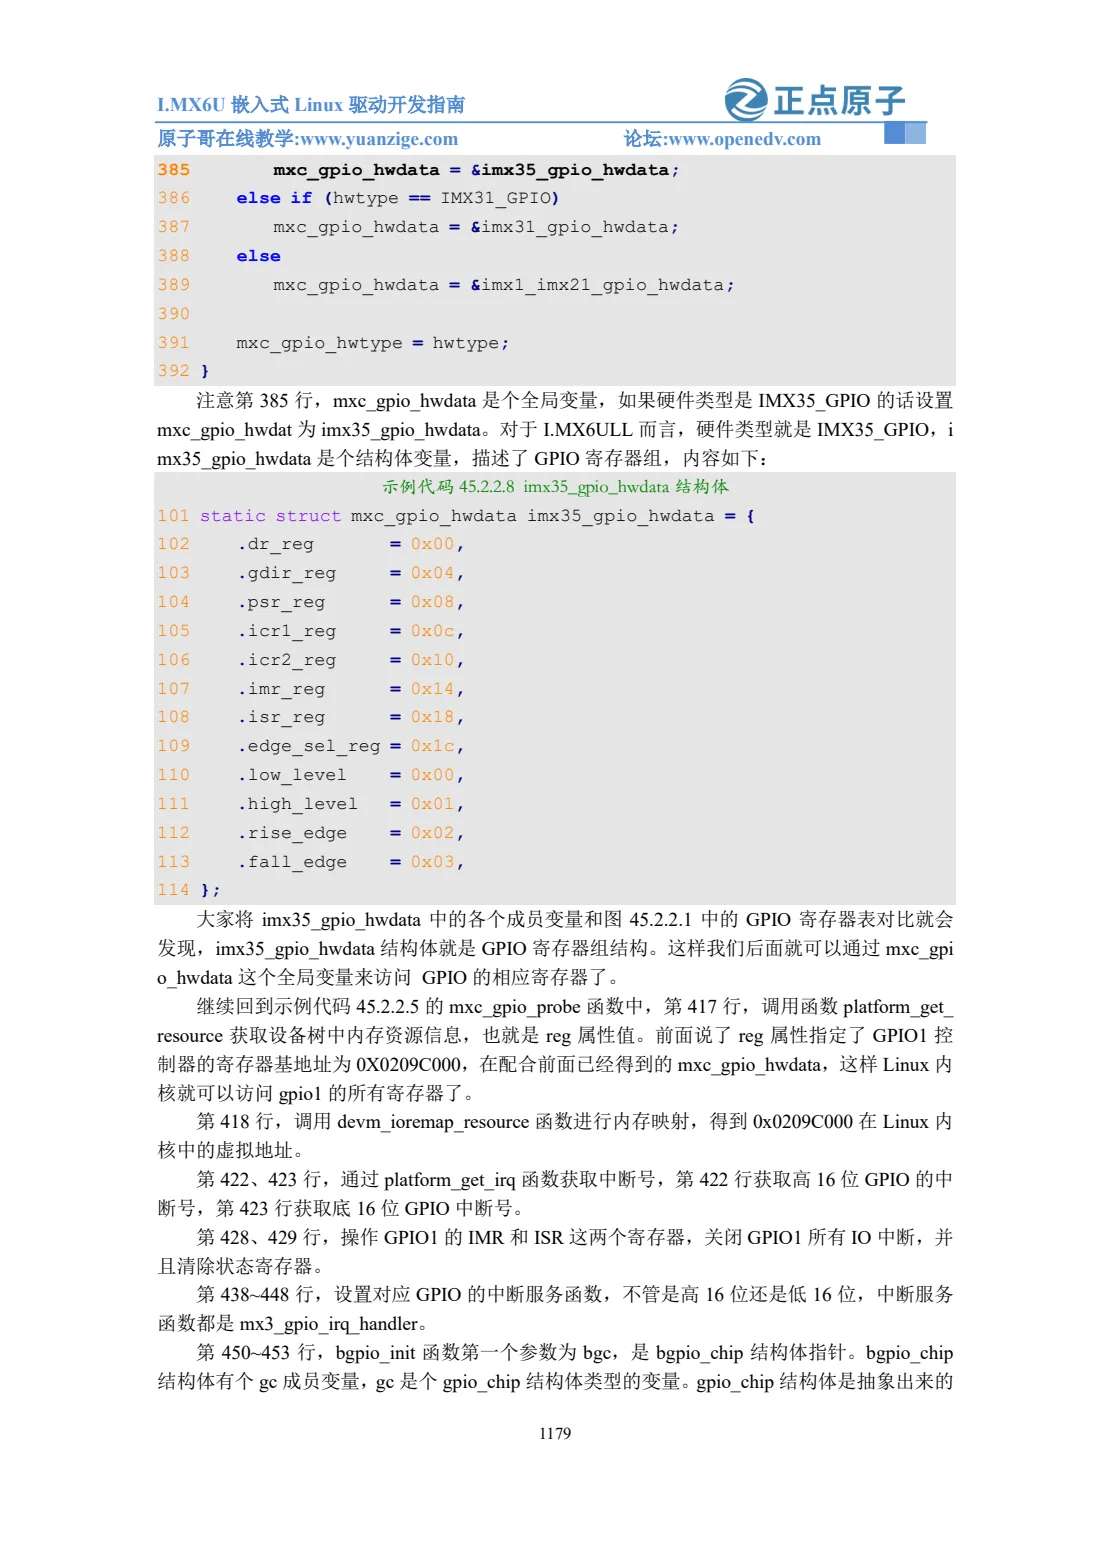 I.MX6U 嵌入式 Linux 驱动开发指南
正点原子
原子哥在线教学:www.yuanzige.com 论坛:www.openedv.com
385 mxc_gpio_hwdata = &imx35_gpio_hwdata;
386 else if (hwtype == IMX31_GPIO)
387 mxc_gpio_hwdata = &imx31_gpio_hwdata;
388 else
389 mxc_gpio_hwdata = &imx1_imx21_gpio_hwdata;
390
391 mxc_gpio_hwtype = hwtype;
392 }
注意第 385 行，mxc_gpio_hwdata 是个全局变量，如果硬件类型是 IMX35_GPIO 的话设置
mxc_gpio_hwdat 为 imx35_gpio_hwdata。对于 I.MX6ULL 而言，硬件类型就是 IMX35_GPIO，i
mx35_gpio_hwdata 是个结构体变量，描述了 GPIO 寄存器组，内容如下：
示例代码 45.2.2.8 imx35_gpio_hwdata 结构体
101 static struct mxc_gpio_hwdata imx35_gpio_hwdata = {
102 .dr_reg = 0x00,
103 .gdir_reg = 0x04,
104 .psr_reg = 0x08,
105 .icr1_reg = 0x0c,
106 .icr2_reg = 0x10,
107 .imr_reg = 0x14,
108 .isr_reg = 0x18,
109 .edge_sel_reg = 0x1c,
110 .low_level = 0x00,
111 .high_level = 0x01,
112 .rise_edge = 0x02,
113 .fall_edge = 0x03,
114 };
大家将 imx35_gpio_hwdata 中的各个成员变量和图 45.2.2.1 中的 GPIO 寄存器表对比就会
发现，imx35_gpio_hwdata 结构体就是 GPIO 寄存器组结构。这样我们后面就可以通过 mxc_gpi
o_hwdata 这个全局变量来访问 GPIO 的相应寄存器了。
继续回到示例代码 45.2.2.5 的 mxc_gpio_probe 函数中，第 417 行，调用函数 platform_get_
resource 获取设备树中内存资源信息，也就是 reg 属性值。前面说了 reg 属性指定了 GPIO1 控
制器的寄存器基地址为 0X0209C000，在配合前面已经得到的 mxc_gpio_hwdata，这样 Linux 内
核就可以访问 gpio1 的所有寄存器了。
第 418 行，调用 devm_ioremap_resource 函数进行内存映射，得到 0x0209C000 在 Linux 内
核中的虚拟地址。
第 422、423 行，通过 platform_get_irq 函数获取中断号，第 422 行获取高 16 位 GPIO 的中
断号，第 423 行获取底 16 位 GPIO 中断号。
第 428、429 行，操作 GPIO1 的 IMR 和 ISR 这两个寄存器，关闭 GPIO1 所有 IO 中断，并
且清除状态寄存器。
第 438~448 行，设置对应 GPIO 的中断服务函数，不管是高 16 位还是低 16 位，中断服务
函数都是 mx3_gpio_irq_handler。
第 450~453 行，bgpio_init 函数第一个参数为 bgc，是 bgpio_chip 结构体指针。bgpio_chip
结构体有个 gc 成员变量，gc 是个 gpio_chip 结构体类型的变量。gpio_chip 结构体是抽象出来的
1179